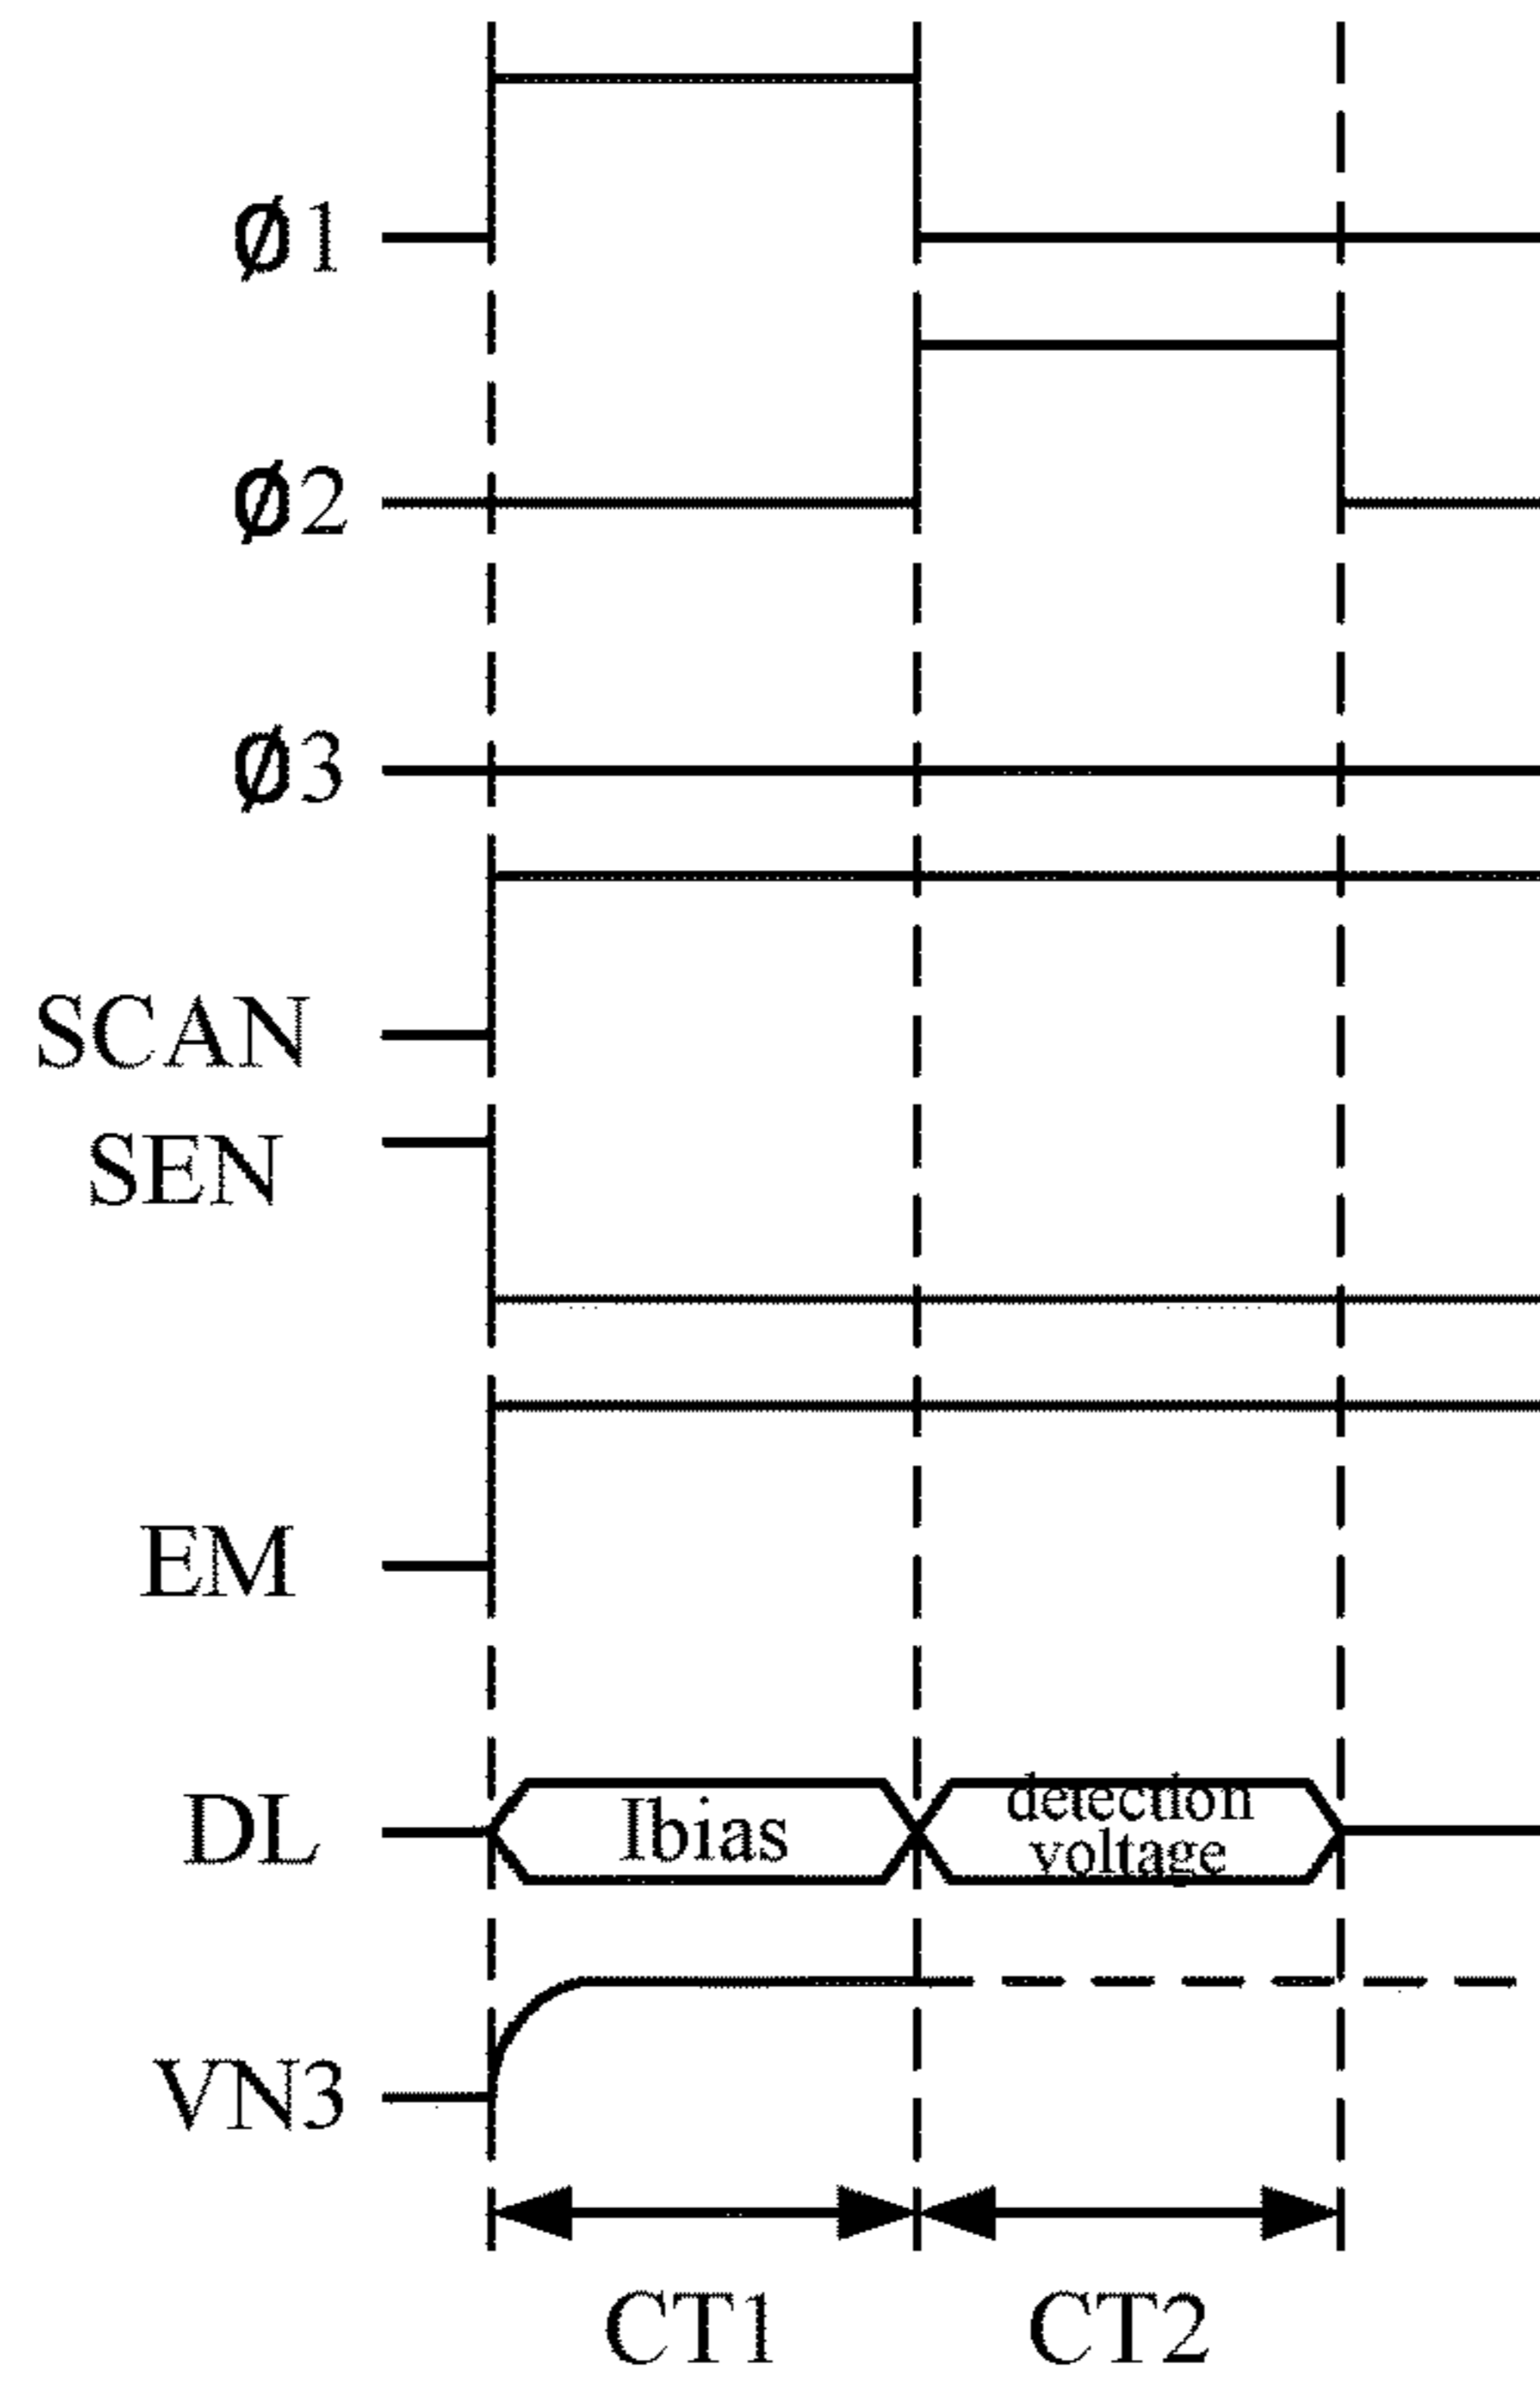 Ø1
Ø2
Ø3
SCAN
SEN
EM
DL
Ibias
detection
voltage
VN3
CT1
CT2